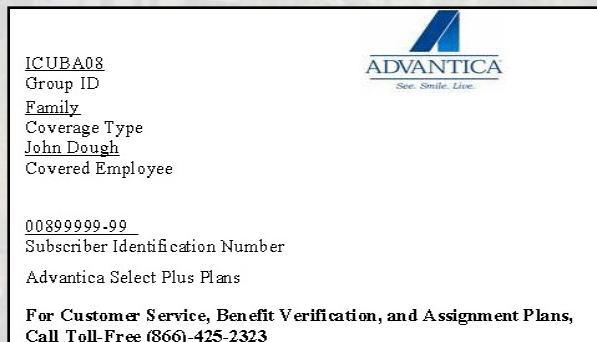 ADVANTICA
See. Smile. Live.
ICUBA08
Group ID
Family
Coverage Type
John Dough
Covered Employee
00899999-99
Subscriber Identification Number
Advantica Select Plus Plans
For Customer Service, Benefit Verification, and Assignment Plans,
Call Toll-Free (866)-425-2323